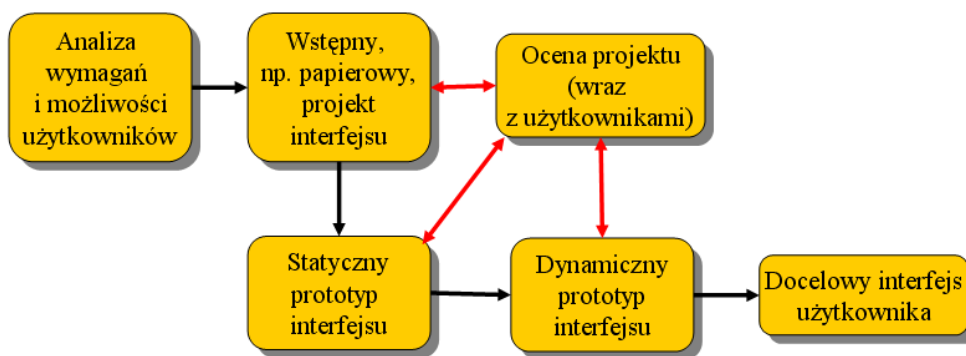 Analiza
wymagań
i możliwości
użytkowników
Wstępny,
np. papierowy,
projekt
interfejsu
Ocena projektu
(wraz
z użytkownikami)
Statyczny
prototyp
interfejsu
Dynamiczny
prototyp
interfejsu
Docelowy interfejs
użytkownika